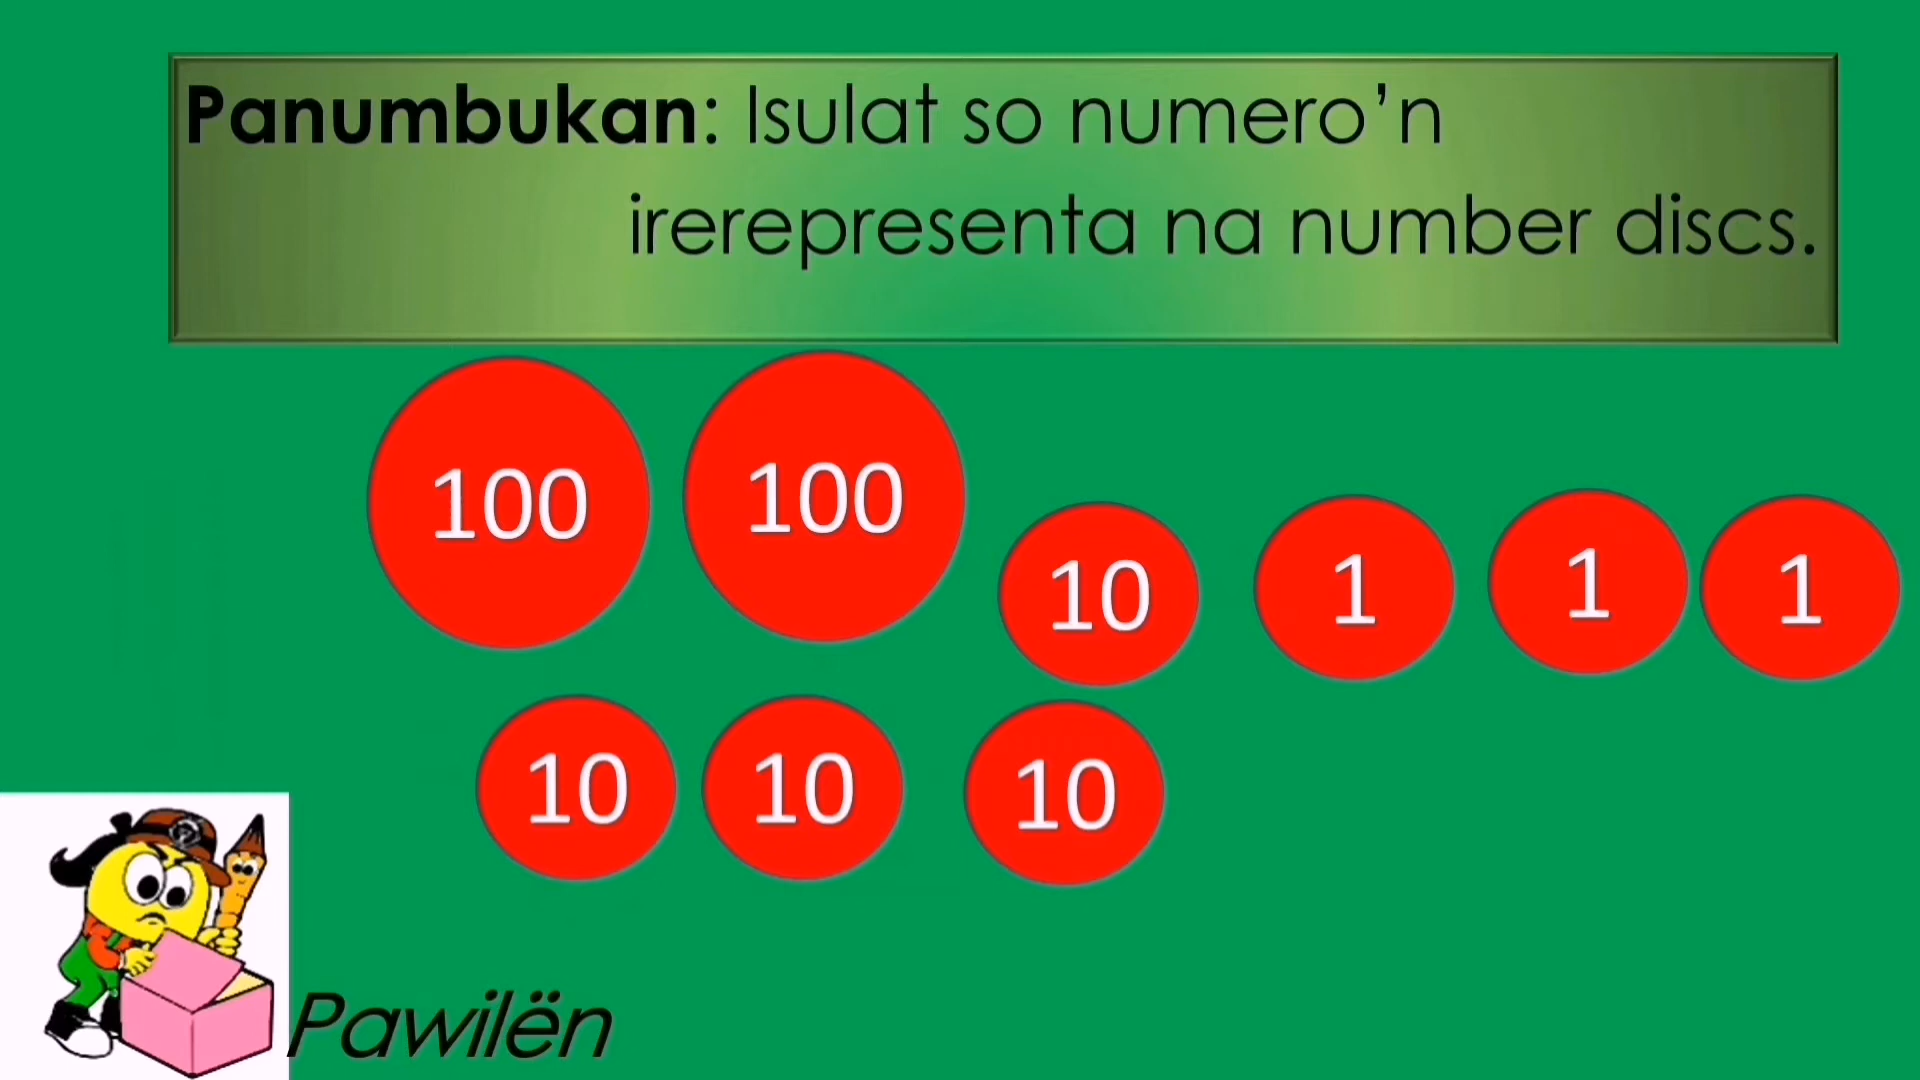 Panumbukan: Isulat so numero’n
irerepresenta na number discs.
100 100
10 1 1 1
10 10 10
Pawilën